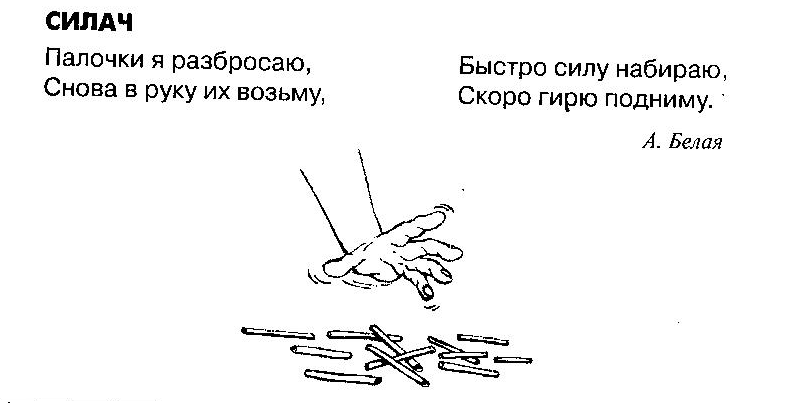 СИЛАЧ
Палочки я разбросаю,
Снова в руку их возьму,
Быстро силу набираю,
Скоро гирю подниму.
А. Белая